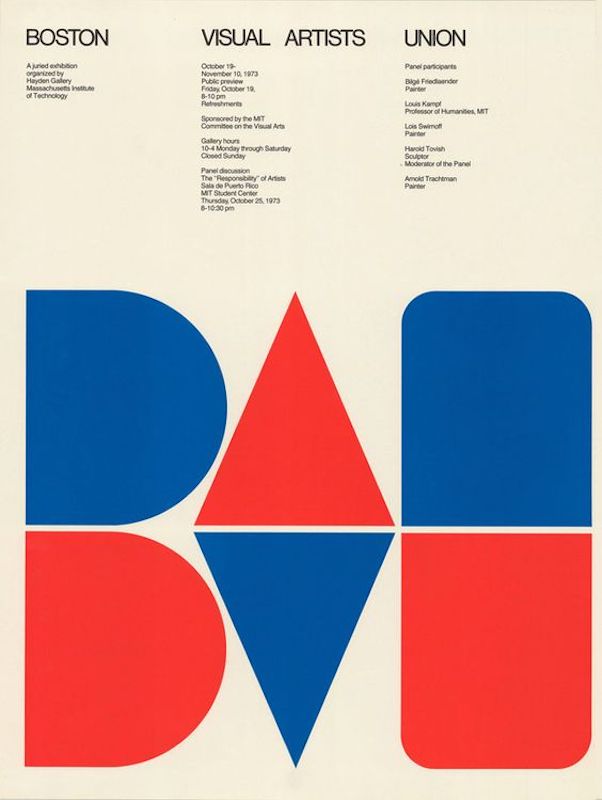 BOSTON VISUAL ARTISTS UNION
A juried exhibition
organized by
Hayden Gallery
Massachusetts Institute
of Technology
October 19-
November 10, 1973
Public preview
Friday, October 19,
8-10 pm
Refreshments
Sponsored by the MIT
Committee on the Visual Arts
Gallery hours
10-4 Monday through Saturday
Closed Sunday
Panel discussion
The "Responsibility" of Artists
Sala de Puerto Rico
MIT Student Center
Thursday, October 25, 1973
8-10:30 pm
Panel participants
Bilgé Friedlaender
Painter
Louis Kampf
Professor of Humanities, MIT
Lois Swirnoff
Painter
Harold Tovish
Sculptor
Moderator of the Panel
Arnold Trachtman
Painter